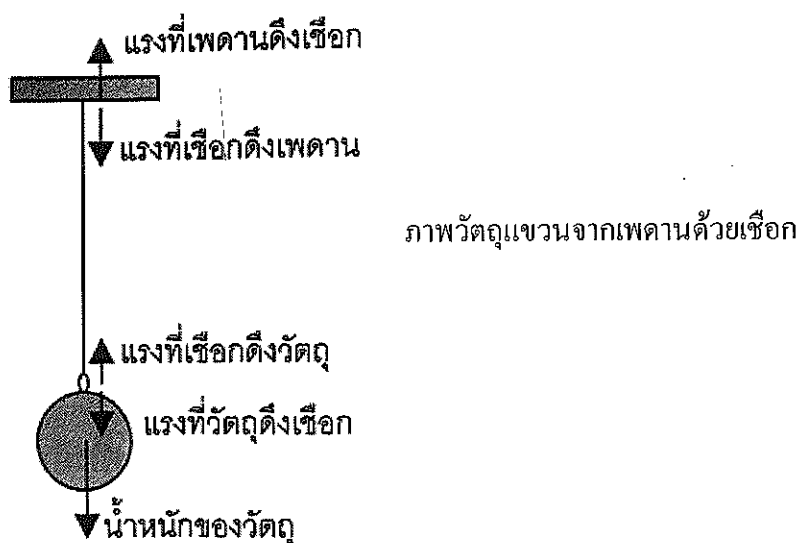 แรงที่เพดานดึงเชือก
แรงที่เชือกดึงเพดาน
ภาพวัตถุแขวนจากเพดานด้วยเชือก
แรงที่เชือกดึงวัตถุ
แรงที่วัตถุดึงเชือก
น้ำหนักของวัตถุ